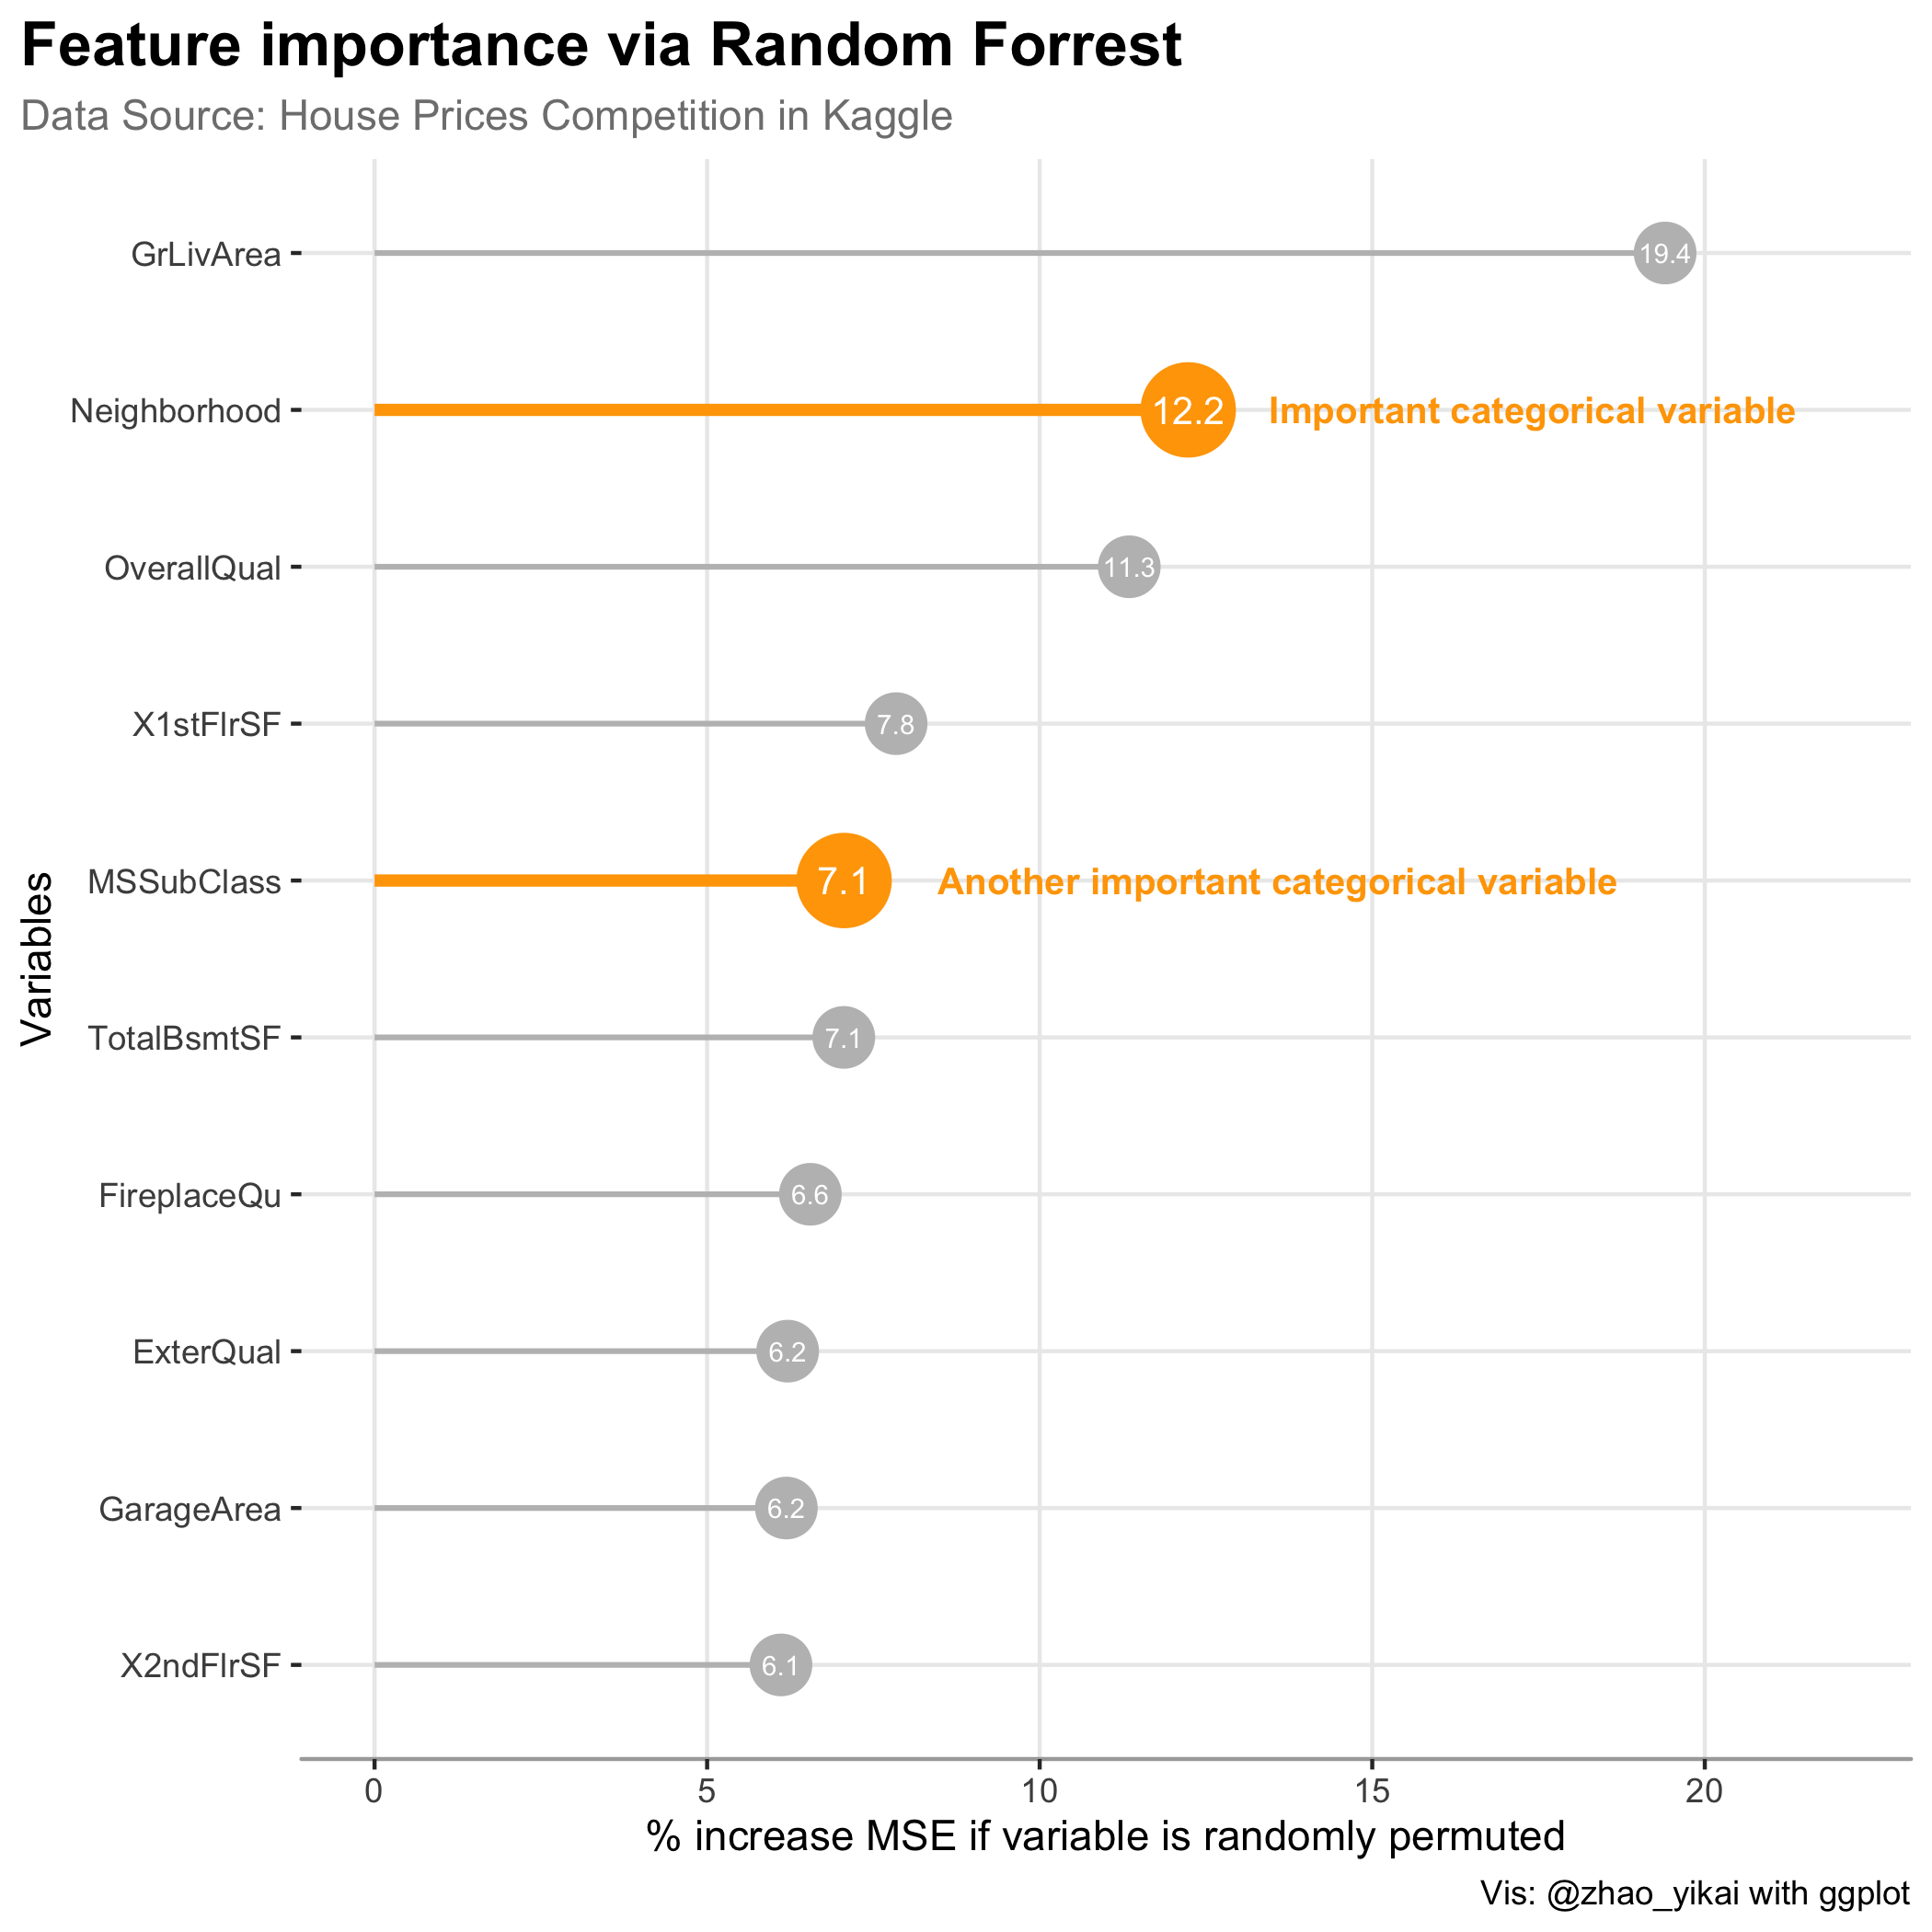 Feature importance via Random Forrest
Data Source: House Prices Competition in Kaggle
GrLivArea
19.4
Neighborhood
12.2
Important categorical variable
OverallQual
11.3
X1stFlrSF
7.8
MSSubClass
7.1
Another important categorical variable
Variables
TotalBsmtSF
7.1
FireplaceQu
6.6
ExterQual
6.2
GarageArea
6.2
X2ndFlrSF
6.1
0 5 10 15 20
% increase MSE if variable is randomly permuted
Vis: @zhao_yikai with ggplot